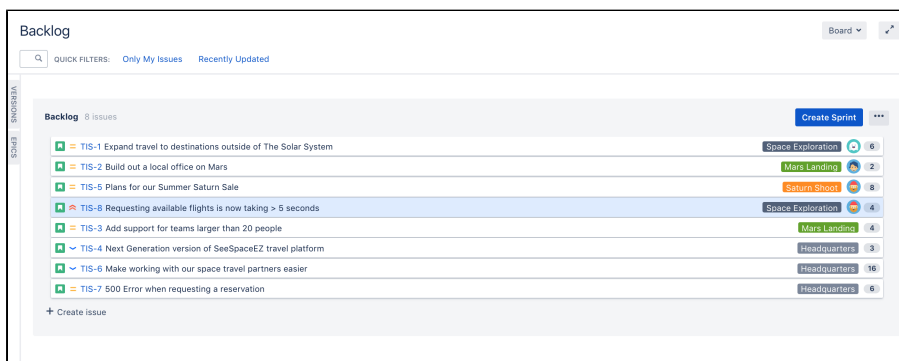 Backlog
Board
QUICK FILTERS: Only My Issues Recently Updated
VERSIONS
EPICS
Backlog 8 issues
Create Sprint
TIS-1 Expand travel to destinations outside of The Solar System Space Exploration 6
TIS-2 Build out a local office on Mars Mars Landing 2
TIS-5 Plans for our Summer Saturn Sale Saturn Shoot 8
TIS-8 Requesting available flights is now taking > 5 seconds Space Exploration 4
TIS-3 Add support for teams larger than 20 people Mars Landing 4
TIS-4 Next Generation version of SeeSpaceEZ travel platform Headquarters 3
TIS-6 Make working with our space travel partners easier Headquarters 16
TIS-7 500 Error when requesting a reservation Headquarters 6
+ Create issue